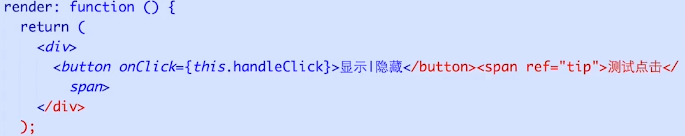 render: function () {
return (
<div>
<button onClick={this.handleClick}>显示|隐藏</button><span ref="tip">测试点击</
span>
</div>
);